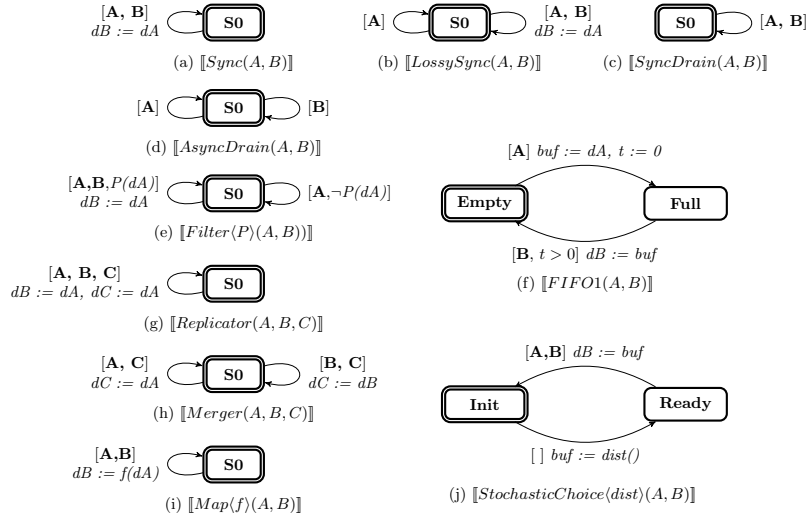 [A, B]
dB := dA
S0
(a) ⟦Sync(A, B)⟧
[A]
S0
[A, B]
dB := dA
(b) ⟦LossySync(A, B)⟧
S0
[A, B]
(c) ⟦SyncDrain(A, B)⟧
[A]
S0
[B]
(d) ⟦AsyncDrain(A, B)⟧
[A,B,P(dA)]
dB := dA
S0
[A,¬P(dA)]
(e) ⟦Filter⟨P⟩(A, B))⟧
[A] buf := dA, t := 0
Empty
Full
[B, t > 0] dB := buf
(f) ⟦FIFO1(A, B)⟧
[A, B, C]
dB := dA, dC := dA
S0
(g) ⟦Replicator(A, B, C)⟧
[A, C]
dC := dA
S0
[B, C]
dC := dB
(h) ⟦Merger(A, B, C)⟧
[A,B]
dB := f(dA)
S0
(i) ⟦Map⟨f⟩(A, B)⟧
[A,B] dB := buf
Init
Ready
[ ] buf := dist()
(j) ⟦StochasticChoice⟨dist⟩(A, B)⟧